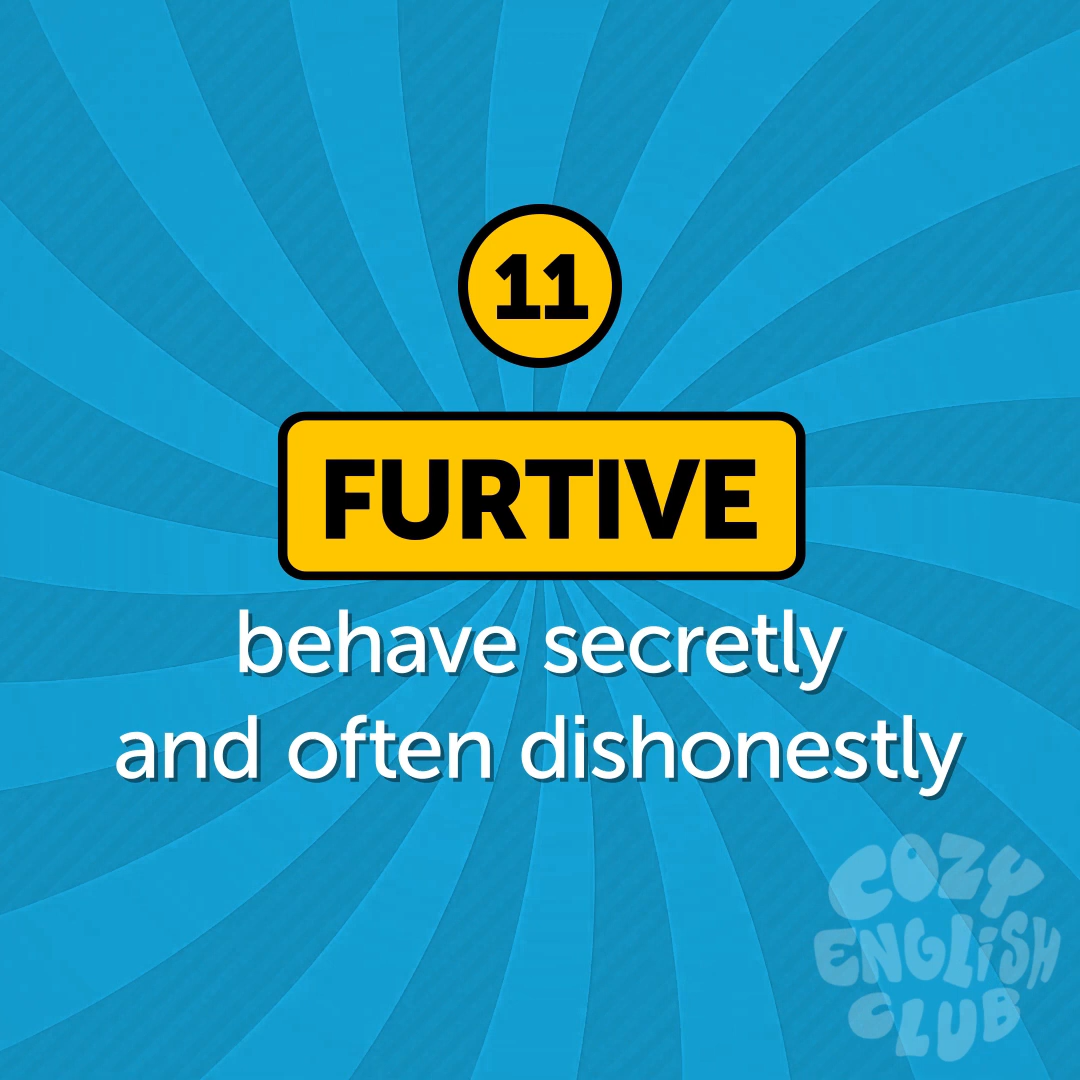 11
FURTIVE
behave secretly
and often dishonestly
COZY
ENGLiSH
CLUB